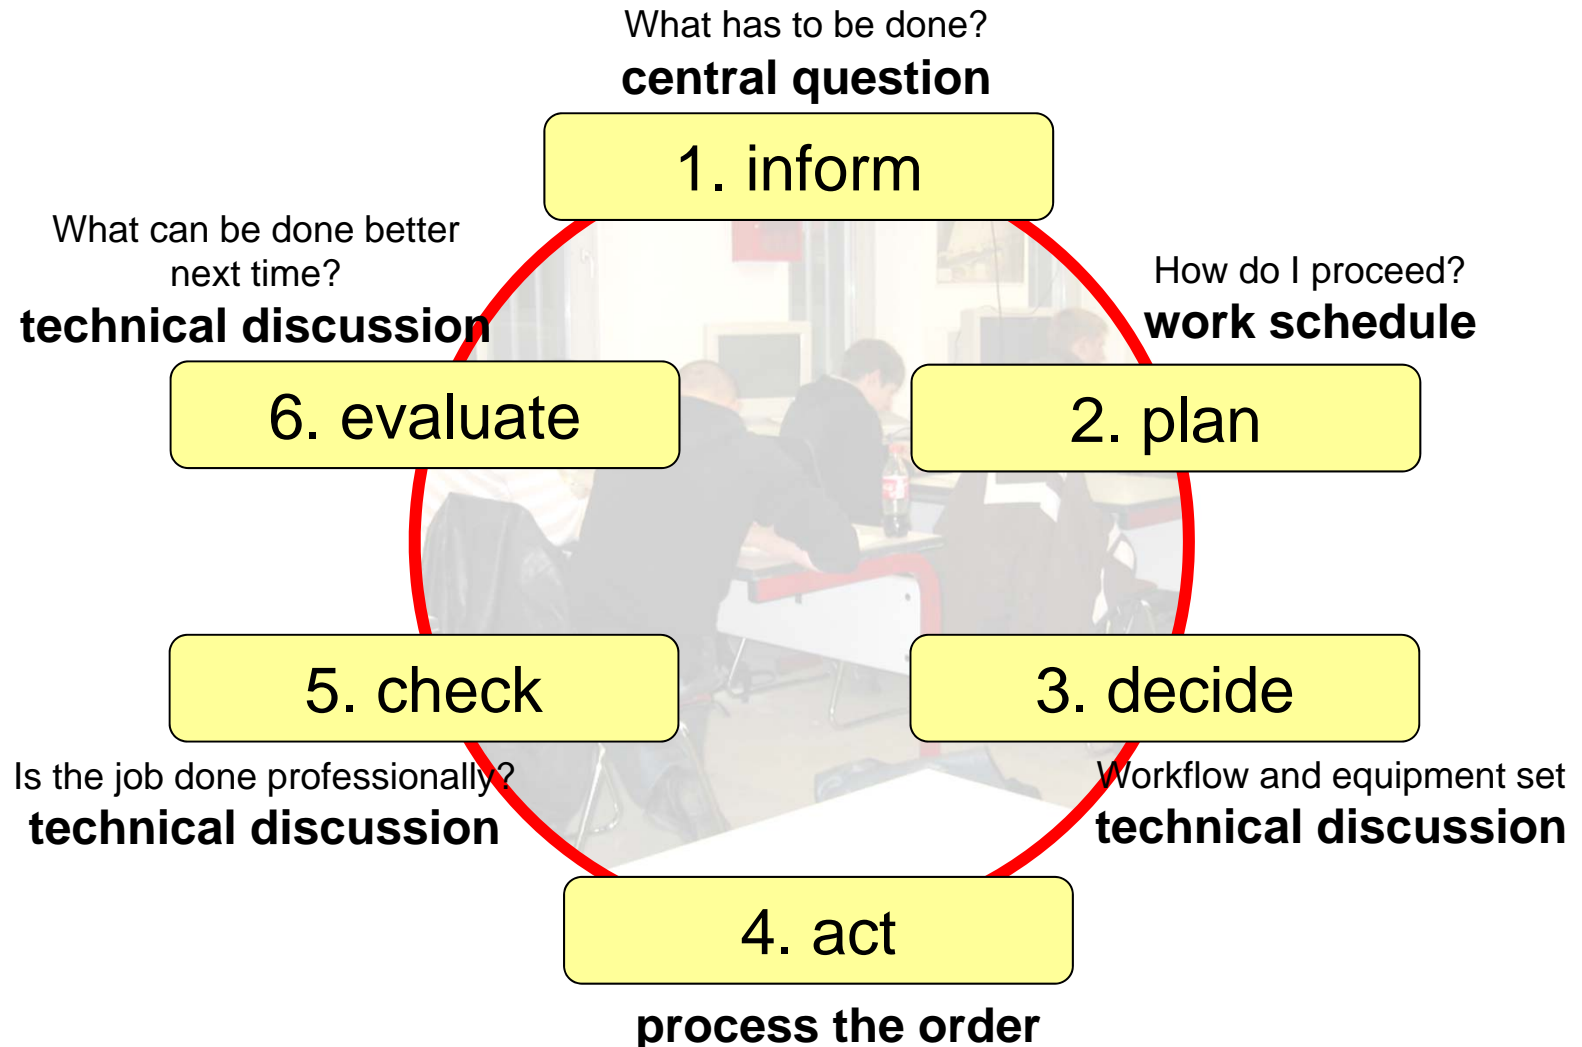 What has to be done?
central question
1. inform
How do I proceed?
work schedule
2. plan
3. decide
Workflow and equipment set
technical discussion
4. act
process the order
5. check
Is the job done professionally?
technical discussion
What can be done better
next time?
technical discussion
6. evaluate